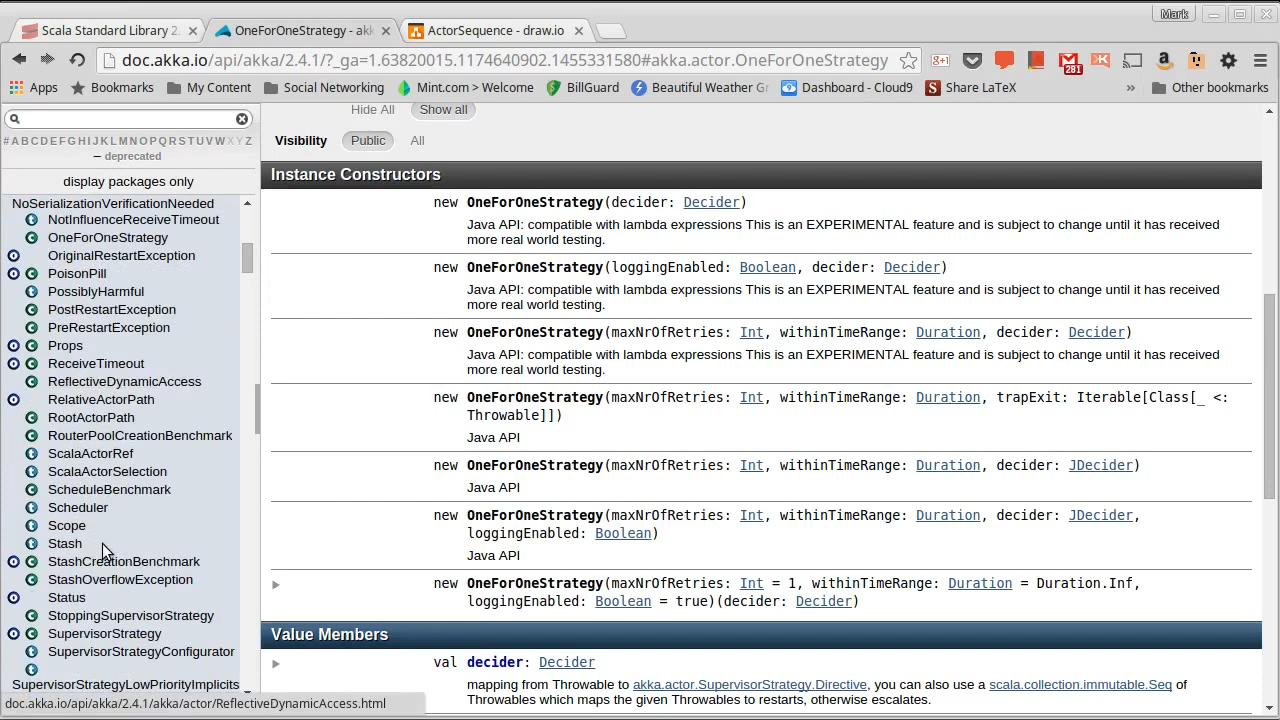 Mark
Scala Standard Library 2.
OneForOneStrategy - akk
ActorSequence - draw.io
doc.akka.io/api/akka/2.4.1/?_ga=1.63820015.1174640902.1455331580#akka.actor.OneForOneStrategy
281
Apps
Bookmarks
My Content
Social Networking
Mint.com > Welcome
BillGuard
Beautiful Weather Gr
Dashboard - Cloud9
Share LaTeX
»
Other bookmarks
#ABCDEFGHIJKLMNOPQRSTUVWXYZ
– deprecated
display packages only
NoSerializationVerificationNeeded
NotInfluenceReceiveTimeout
OneForOneStrategy
OriginalRestartException
PoisonPill
PossiblyHarmful
PostRestartException
PreRestartException
Props
ReceiveTimeout
ReflectiveDynamicAccess
RelativeActorPath
RootActorPath
RouterPoolCreationBenchmark
ScalaActorRef
ScalaActorSelection
ScheduleBenchmark
Scheduler
Scope
Stash
StashCreationBenchmark
StashOverflowException
Status
StoppingSupervisorStrategy
SupervisorStrategy
SupervisorStrategyConfigurator
SupervisorStrategyLowPriorityImplicits
doc.akka.io/api/akka/2.4.1/akka/actor/ReflectiveDynamicAccess.html
Hide All Show all
Visibility Public All
Instance Constructors
new OneForOneStrategy(decider: Decider)
Java API: compatible with lambda expressions This is an EXPERIMENTAL feature and is subject to change until it has received
more real world testing.
new OneForOneStrategy(loggingEnabled: Boolean, decider: Decider)
Java API: compatible with lambda expressions This is an EXPERIMENTAL feature and is subject to change until it has received
more real world testing.
new OneForOneStrategy(maxNrOfRetries: Int, withinTimeRange: Duration, decider: Decider)
Java API: compatible with lambda expressions This is an EXPERIMENTAL feature and is subject to change until it has received
more real world testing.
new OneForOneStrategy(maxNrOfRetries: Int, withinTimeRange: Duration, trapExit: Iterable[Class[_ <:
Throwable]])
Java API
new OneForOneStrategy(maxNrOfRetries: Int, withinTimeRange: Duration, decider: JDecider)
Java API
new OneForOneStrategy(maxNrOfRetries: Int, withinTimeRange: Duration, decider: JDecider,
loggingEnabled: Boolean)
Java API
new OneForOneStrategy(maxNrOfRetries: Int = 1, withinTimeRange: Duration = Duration.Inf,
loggingEnabled: Boolean = true)(decider: Decider)
Value Members
val decider: Decider
mapping from Throwable to akka.actor.SupervisorStrategy.Directive, you can also use a scala.collection.immutable.Seq of
Throwables which maps the given Throwables to restarts, otherwise escalates.